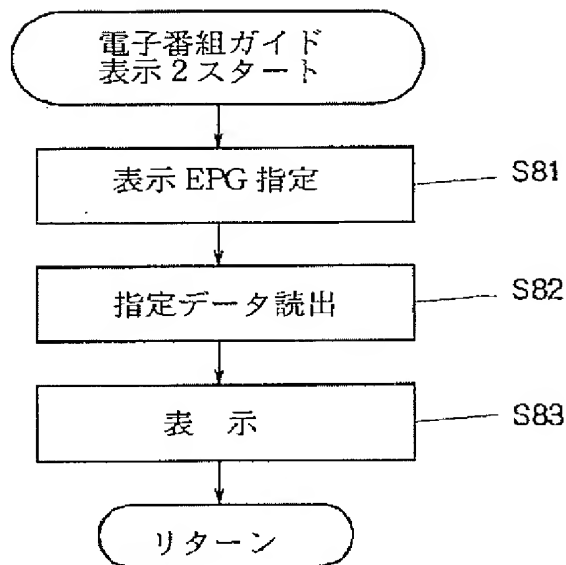 電子番組ガイド
表示2スタート
表示 EPG 指定
S81
指定データ読出
S82
表 示
S83
リターン